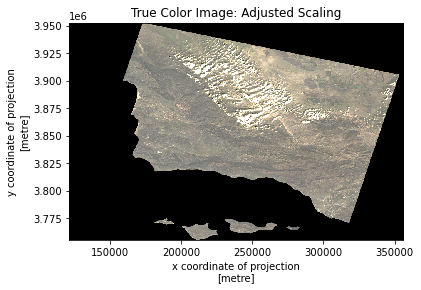 True Color Image: Adjusted Scaling
1e6
3.950
3.925
3.900
3.875
3.850
3.825
3.800
3.775
y coordinate of projection
[metre]
150000 200000 250000 300000 350000
x coordinate of projection
[metre]